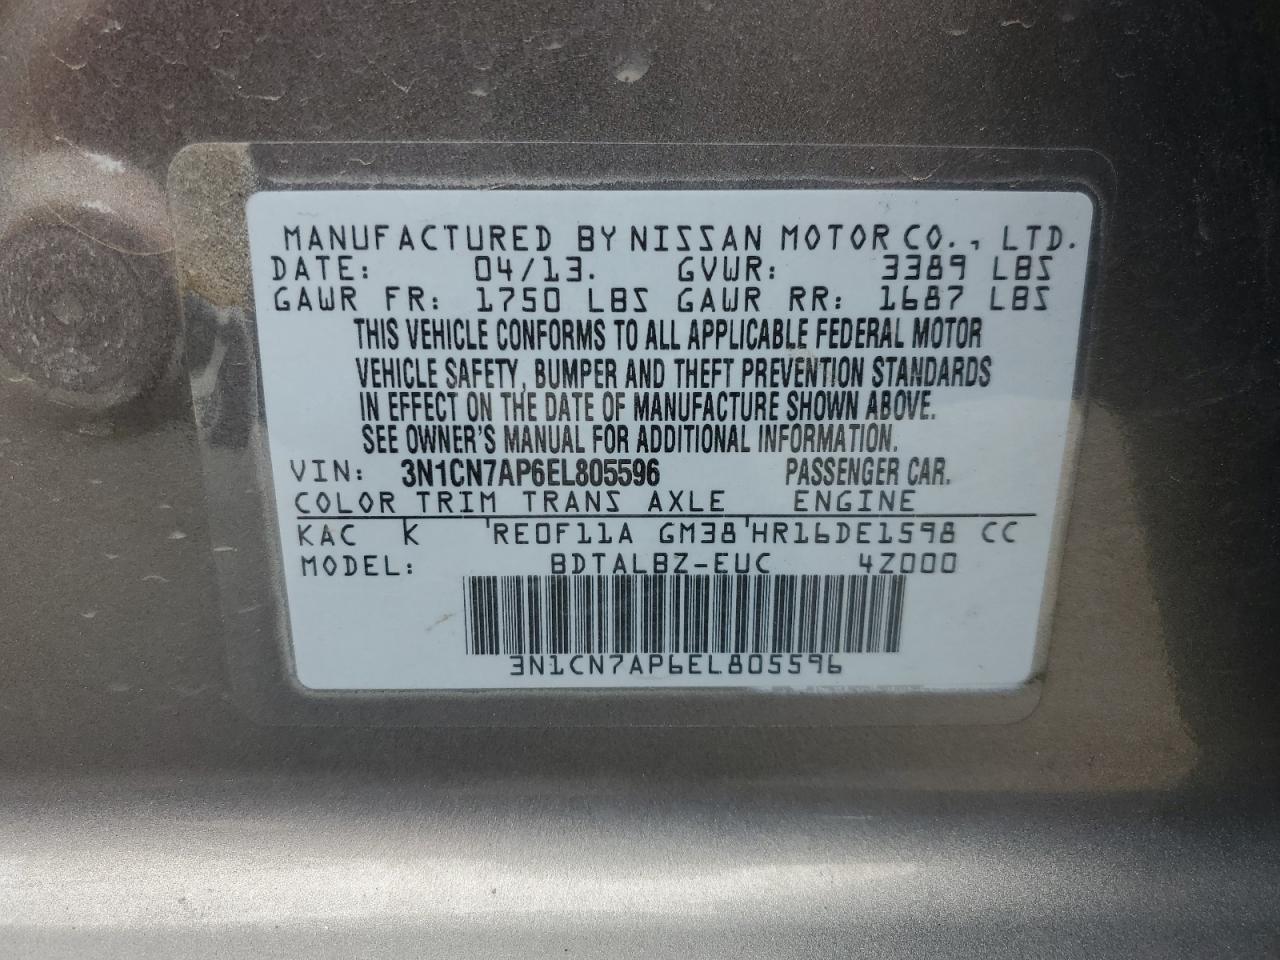 MANUFACTURED BY NISSAN MOTOR CO., LTD.
DATE: 04/13. GVWR: 3389 LBS
GAWR FR: 1750 LBS GAWR RR: 1687 LBS
THIS VEHICLE CONFORMS TO ALL APPLICABLE FEDERAL MOTOR
VEHICLE SAFETY, BUMPER AND THEFT PREVENTION STANDARDS
IN EFFECT ON THE DATE OF MANUFACTURE SHOWN ABOVE.
SEE OWNER'S MANUAL FOR ADDITIONAL INFORMATION.
VIN: 3N1CN7AP6EL805596 PASSENGER CAR.
COLOR TRIM TRANS AXLE ENGINE
KAC K 'RE0F11A GM38'HR16DE1598 CC
MODEL: BDTALBZ-EUC 4Z000
3N1CN7AP6EL805596